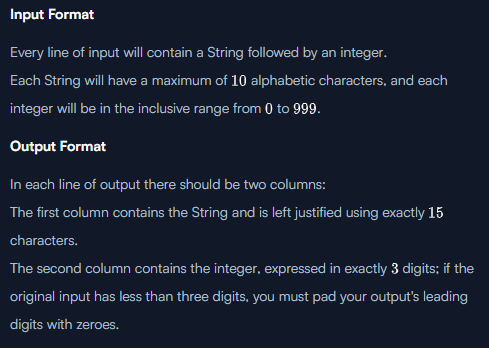 Input Format
Every line of input will contain a String followed by an integer.
Each String will have a maximum of 10 alphabetic characters, and each
integer will be in the inclusive range from 0 to 999.
Output Format
In each line of output there should be two columns:
The first column contains the String and is left justified using exactly 15
characters.
The second column contains the integer, expressed in exactly 3 digits; if the
original input has less than three digits, you must pad your output's leading
digits with zeroes.